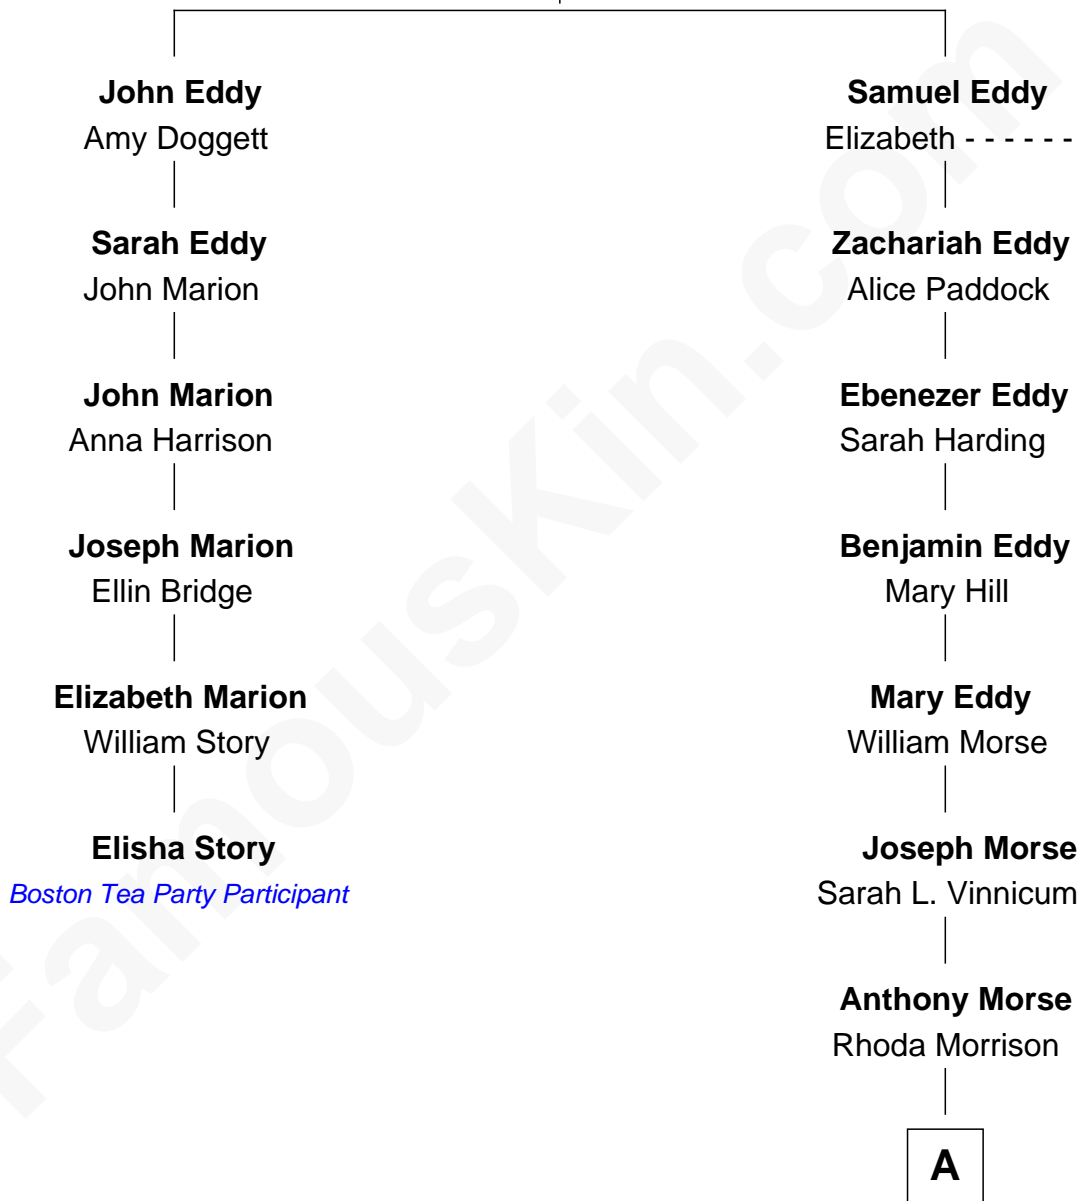 John Eddy
Amy Doggett
Sarah Eddy
John Marion
John Marion
Anna Harrison
Joseph Marion
Ellin Bridge
Elizabeth Marion
William Story
Elisha Story
Boston Tea Party Participant
Samuel Eddy
Elizabeth - - - - - -
Zachariah Eddy
Alice Paddock
Ebenezer Eddy
Sarah Harding
Benjamin Eddy
Mary Hill
Mary Eddy
William Morse
Joseph Morse
Sarah L. Vinnicum
Anthony Morse
Rhoda Morrison
A
FamousKin.com